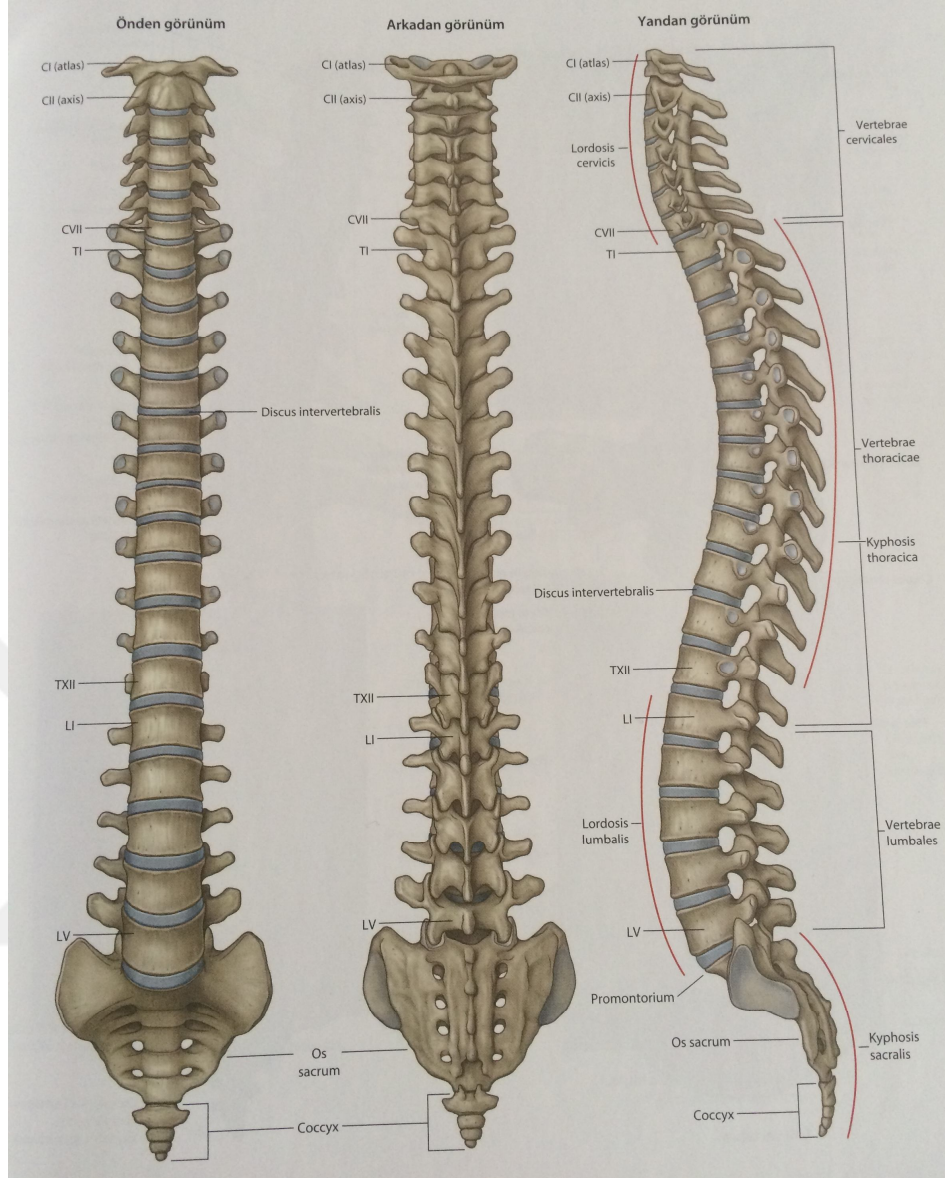 Önden görünüm
CI (atlas)
CII (axis)
CVII
TI
Discus intervertebralis
TXII
LI
LV
Os
sacrum
Coccyx
Arkadan görünüm
CI (atlas)
CII (axis)
CVII
TI
TXII
LI
LV
Yandan görünüm
CI (atlas)
CII (axis)
Lordosis
cervicis
CVII
TI
Discus intervertebralis
TXII
LI
Lordosis
lumbalis
LV
Promontorium
Os sacrum
Coccyx
Vertebrae
cervicales
Vertebrae
thoracicae
Kyphosis
thoracica
Vertebrae
lumbales
Kyphosis
sacralis